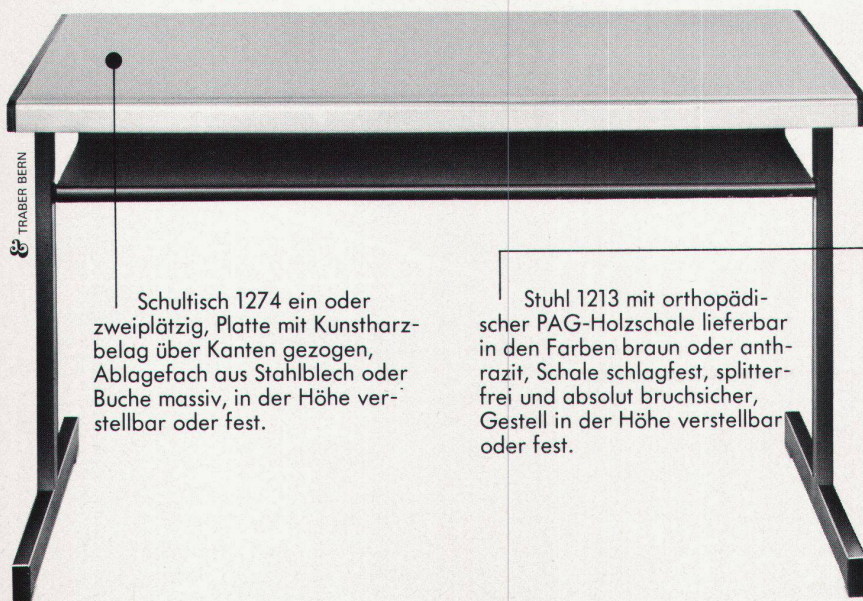 & TRABER BERN
Schultisch 1274 ein oder
zweiplätzig, Platte mit Kunstharz-
belag über Kanten gezogen,
Ablagefach aus Stahlblech oder
Buche massiv, in der Höhe ver-
stellbar oder fest.
Stuhl 1213 mit orthopädi-
scher PAG-Holzschale lieferbar
in den Farben braun oder anth-
razit, Schale schlagfest, splitter-
frei und absolut bruchsicher,
Gestell in der Höhe verstellbar
oder fest.